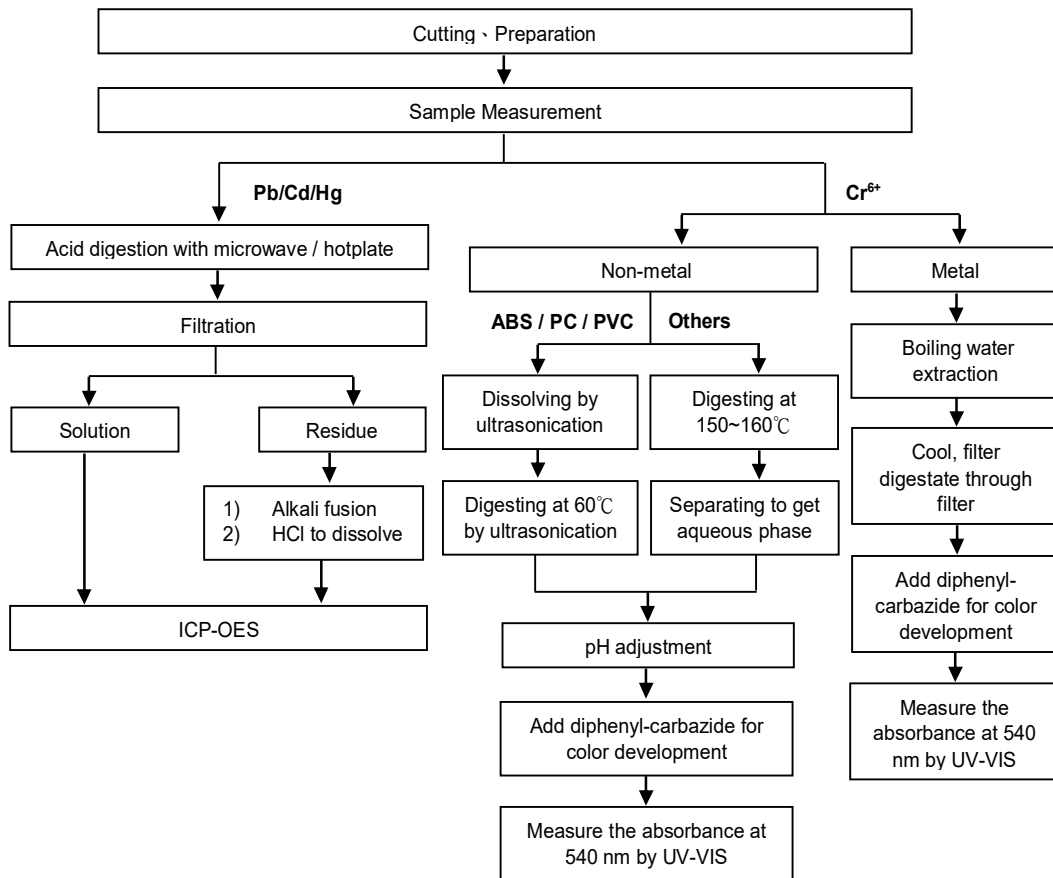 Cutting、Preparation
Sample Measurement
Pb/Cd/Hg
Cr⁶⁺
Acid digestion with microwave / hotplate
Filtration
Solution
Residue
1) Alkali fusion
2) HCl to dissolve
ICP-OES
Non-metal
Metal
ABS / PC / PVC
Others
Dissolving by
ultrasonication
Digesting at
150~160℃
Digesting at 60℃
by ultrasonication
Separating to get
aqueous phase
pH adjustment
Add diphenyl-carbazide for
color development
Measure the absorbance at
540 nm by UV-VIS
Boiling water
extraction
Cool, filter
digestate through
filter
Add diphenyl-
carbazide for color
development
Measure the
absorbance at 540
nm by UV-VIS